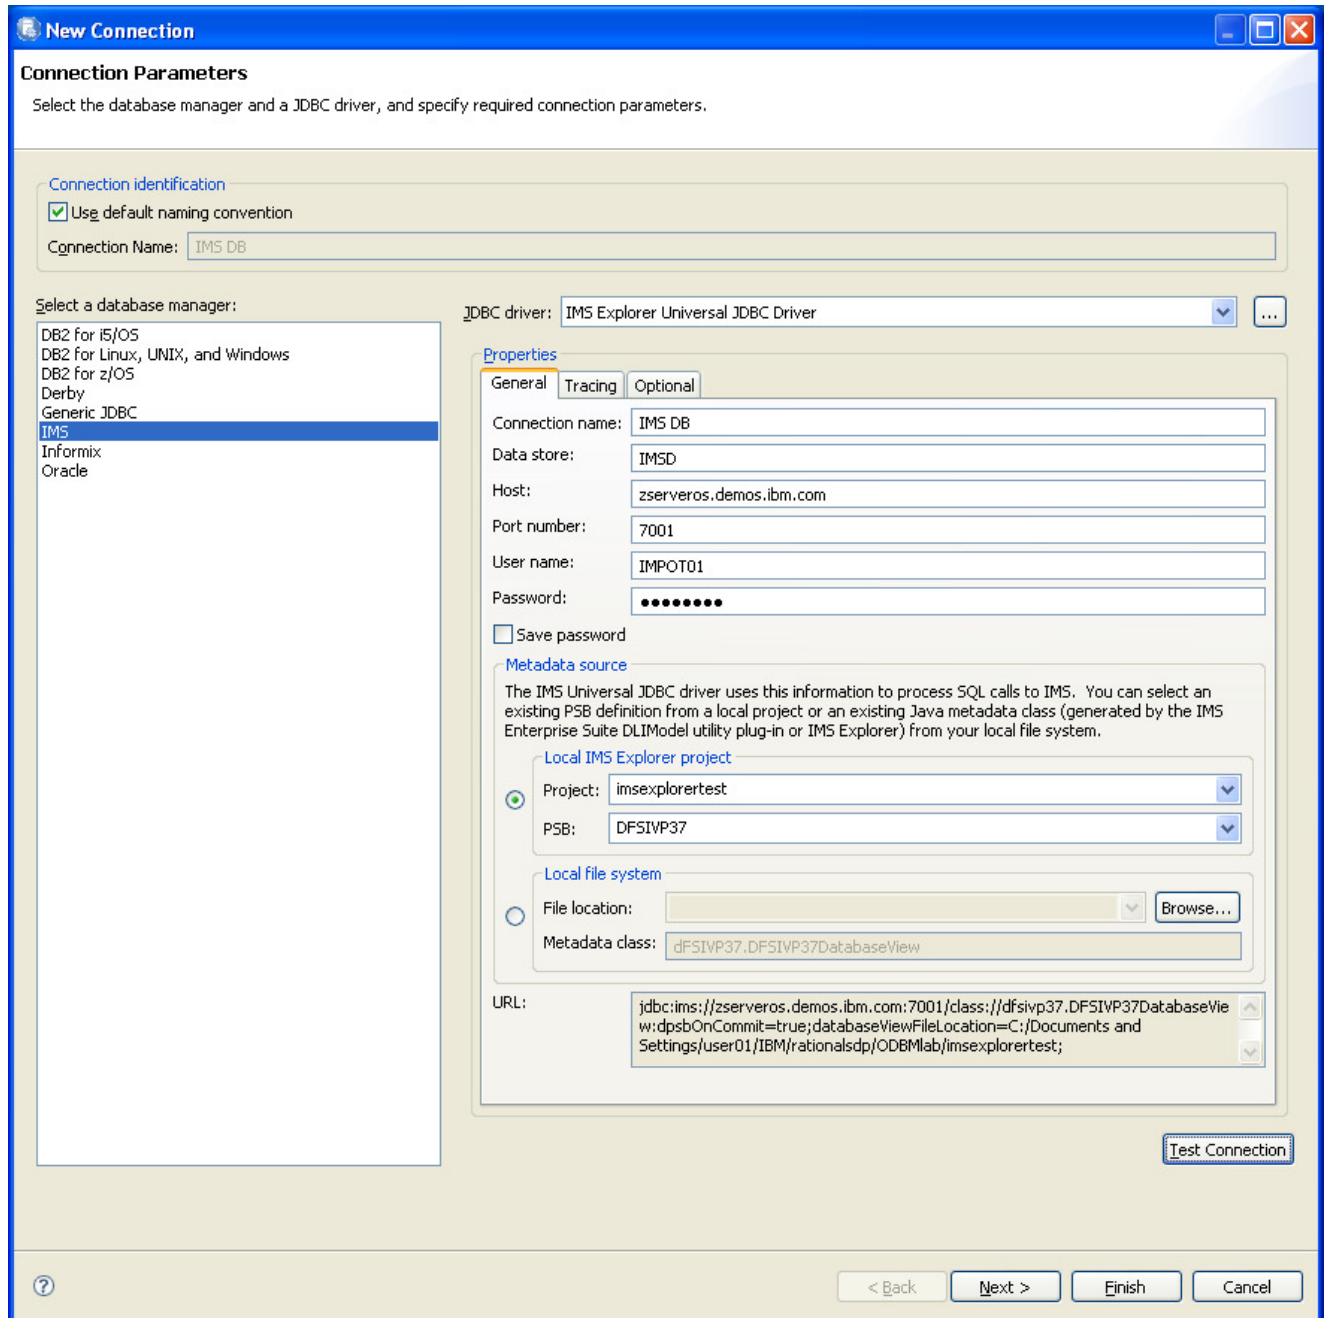 New Connection
Connection Parameters
Select the database manager and a JDBC driver, and specify required connection parameters.
Connection identification
Use default naming convention
Connection Name: IMS DB
Select a database manager:
DB2 for i5/OS
DB2 for Linux, UNIX, and Windows
DB2 for z/OS
Derby
Generic JDBC
IMS
Informix
Oracle
JDBC driver: IMS Explorer Universal JDBC Driver ...
Properties
General Tracing Optional
Connection name: IMS DB
Data store: IMSD
Host: zserveros.demos.ibm.com
Port number: 7001
User name: IMPOT01
Password: ●●●●●●●●
Save password
Metadata source
The IMS Universal JDBC driver uses this information to process SQL calls to IMS. You can select an
existing PSB definition from a local project or an existing Java metadata class (generated by the IMS
Enterprise Suite DLIModel utility plug-in or IMS Explorer) from your local file system.
Local IMS Explorer project
Project: imsexplorertest
PSB: DFSIVP37
Local file system
File location: Browse...
Metadata class: dFSIVP37.DFSIVP37DatabaseView
URL: jdbc:ims://zserveros.demos.ibm.com:7001/class://dfsivp37.DFSIVP37DatabaseVie
w:dpsbOnCommit=true;databaseViewFileLocation=C:/Documents and
Settings/user01/IBM/rationalsdp/ODBMlab/imsexplorertest;
Test Connection
? < Back Next > Finish Cancel